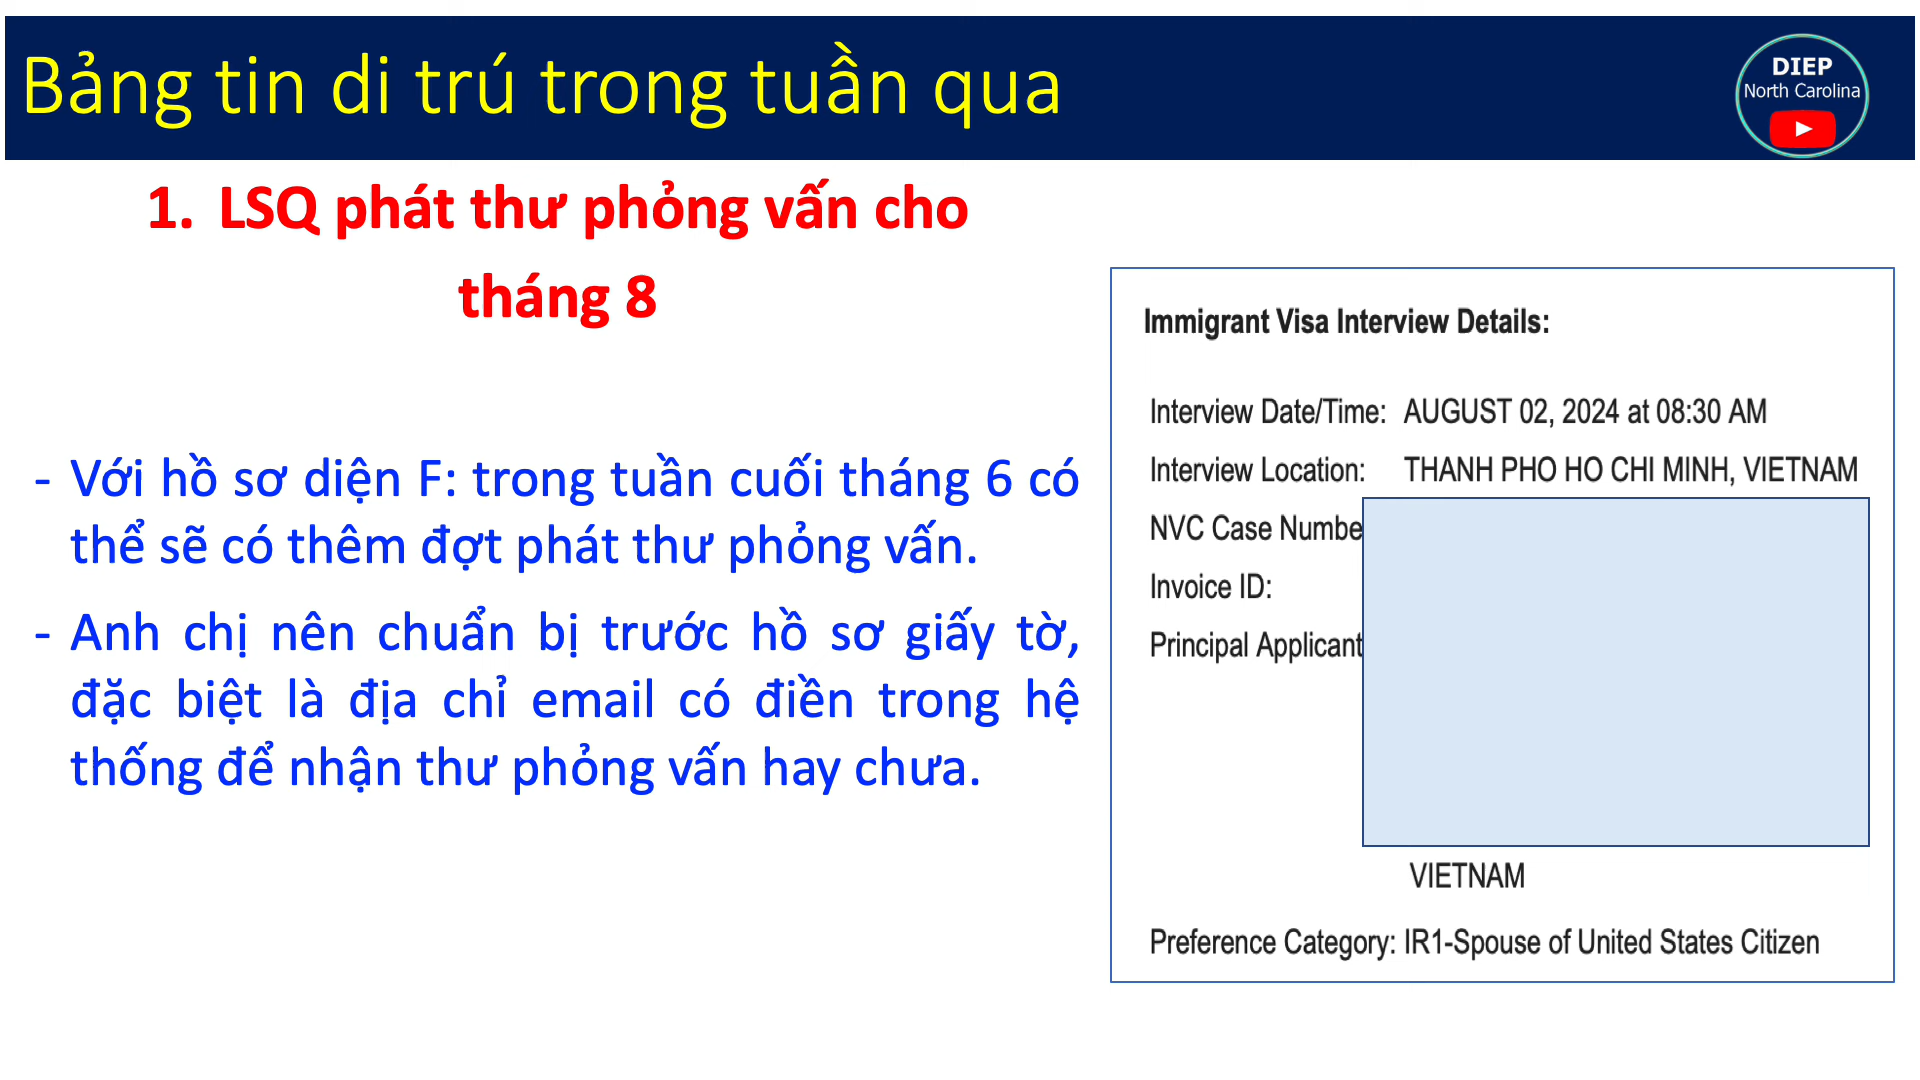 Bảng tin di trú trong tuần qua
DIEP
North Carolina
1. LSQ phát thư phỏng vấn cho
tháng 8
- Với hồ sơ diện F: trong tuần cuối tháng 6 có
thể sẽ có thêm đợt phát thư phỏng vấn.
- Anh chị nên chuẩn bị trước hồ sơ giấy tờ,
đặc biệt là địa chỉ email có điền trong hệ
thống để nhận thư phỏng vấn hay chưa.
Immigrant Visa Interview Details:
Interview Date/Time: AUGUST 02, 2024 at 08:30 AM
Interview Location: THANH PHO HO CHI MINH, VIETNAM
NVC Case Numbe
Invoice ID:
Principal Applicant
VIETNAM
Preference Category: IR1-Spouse of United States Citizen